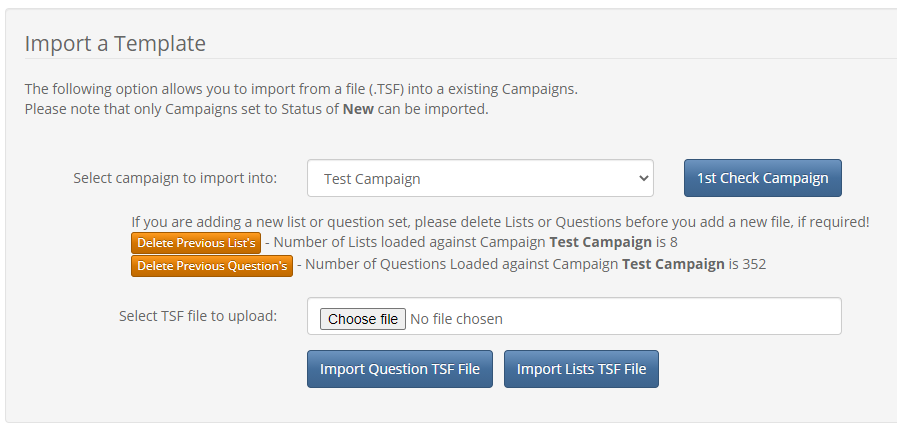 Import a Template
The following option allows you to import from a file (.TSF) into a existing Campaigns.
Please note that only Campaigns set to Status of New can be imported.
Select campaign to import into: Test Campaign 1st Check Campaign
If you are adding a new list or question set, please delete Lists or Questions before you add a new file, if required!
Delete Previous List's - Number of Lists loaded against Campaign Test Campaign is 8
Delete Previous Question's - Number of Questions Loaded against Campaign Test Campaign is 352
Select TSF file to upload: Choose file No file chosen
Import Question TSF File Import Lists TSF File